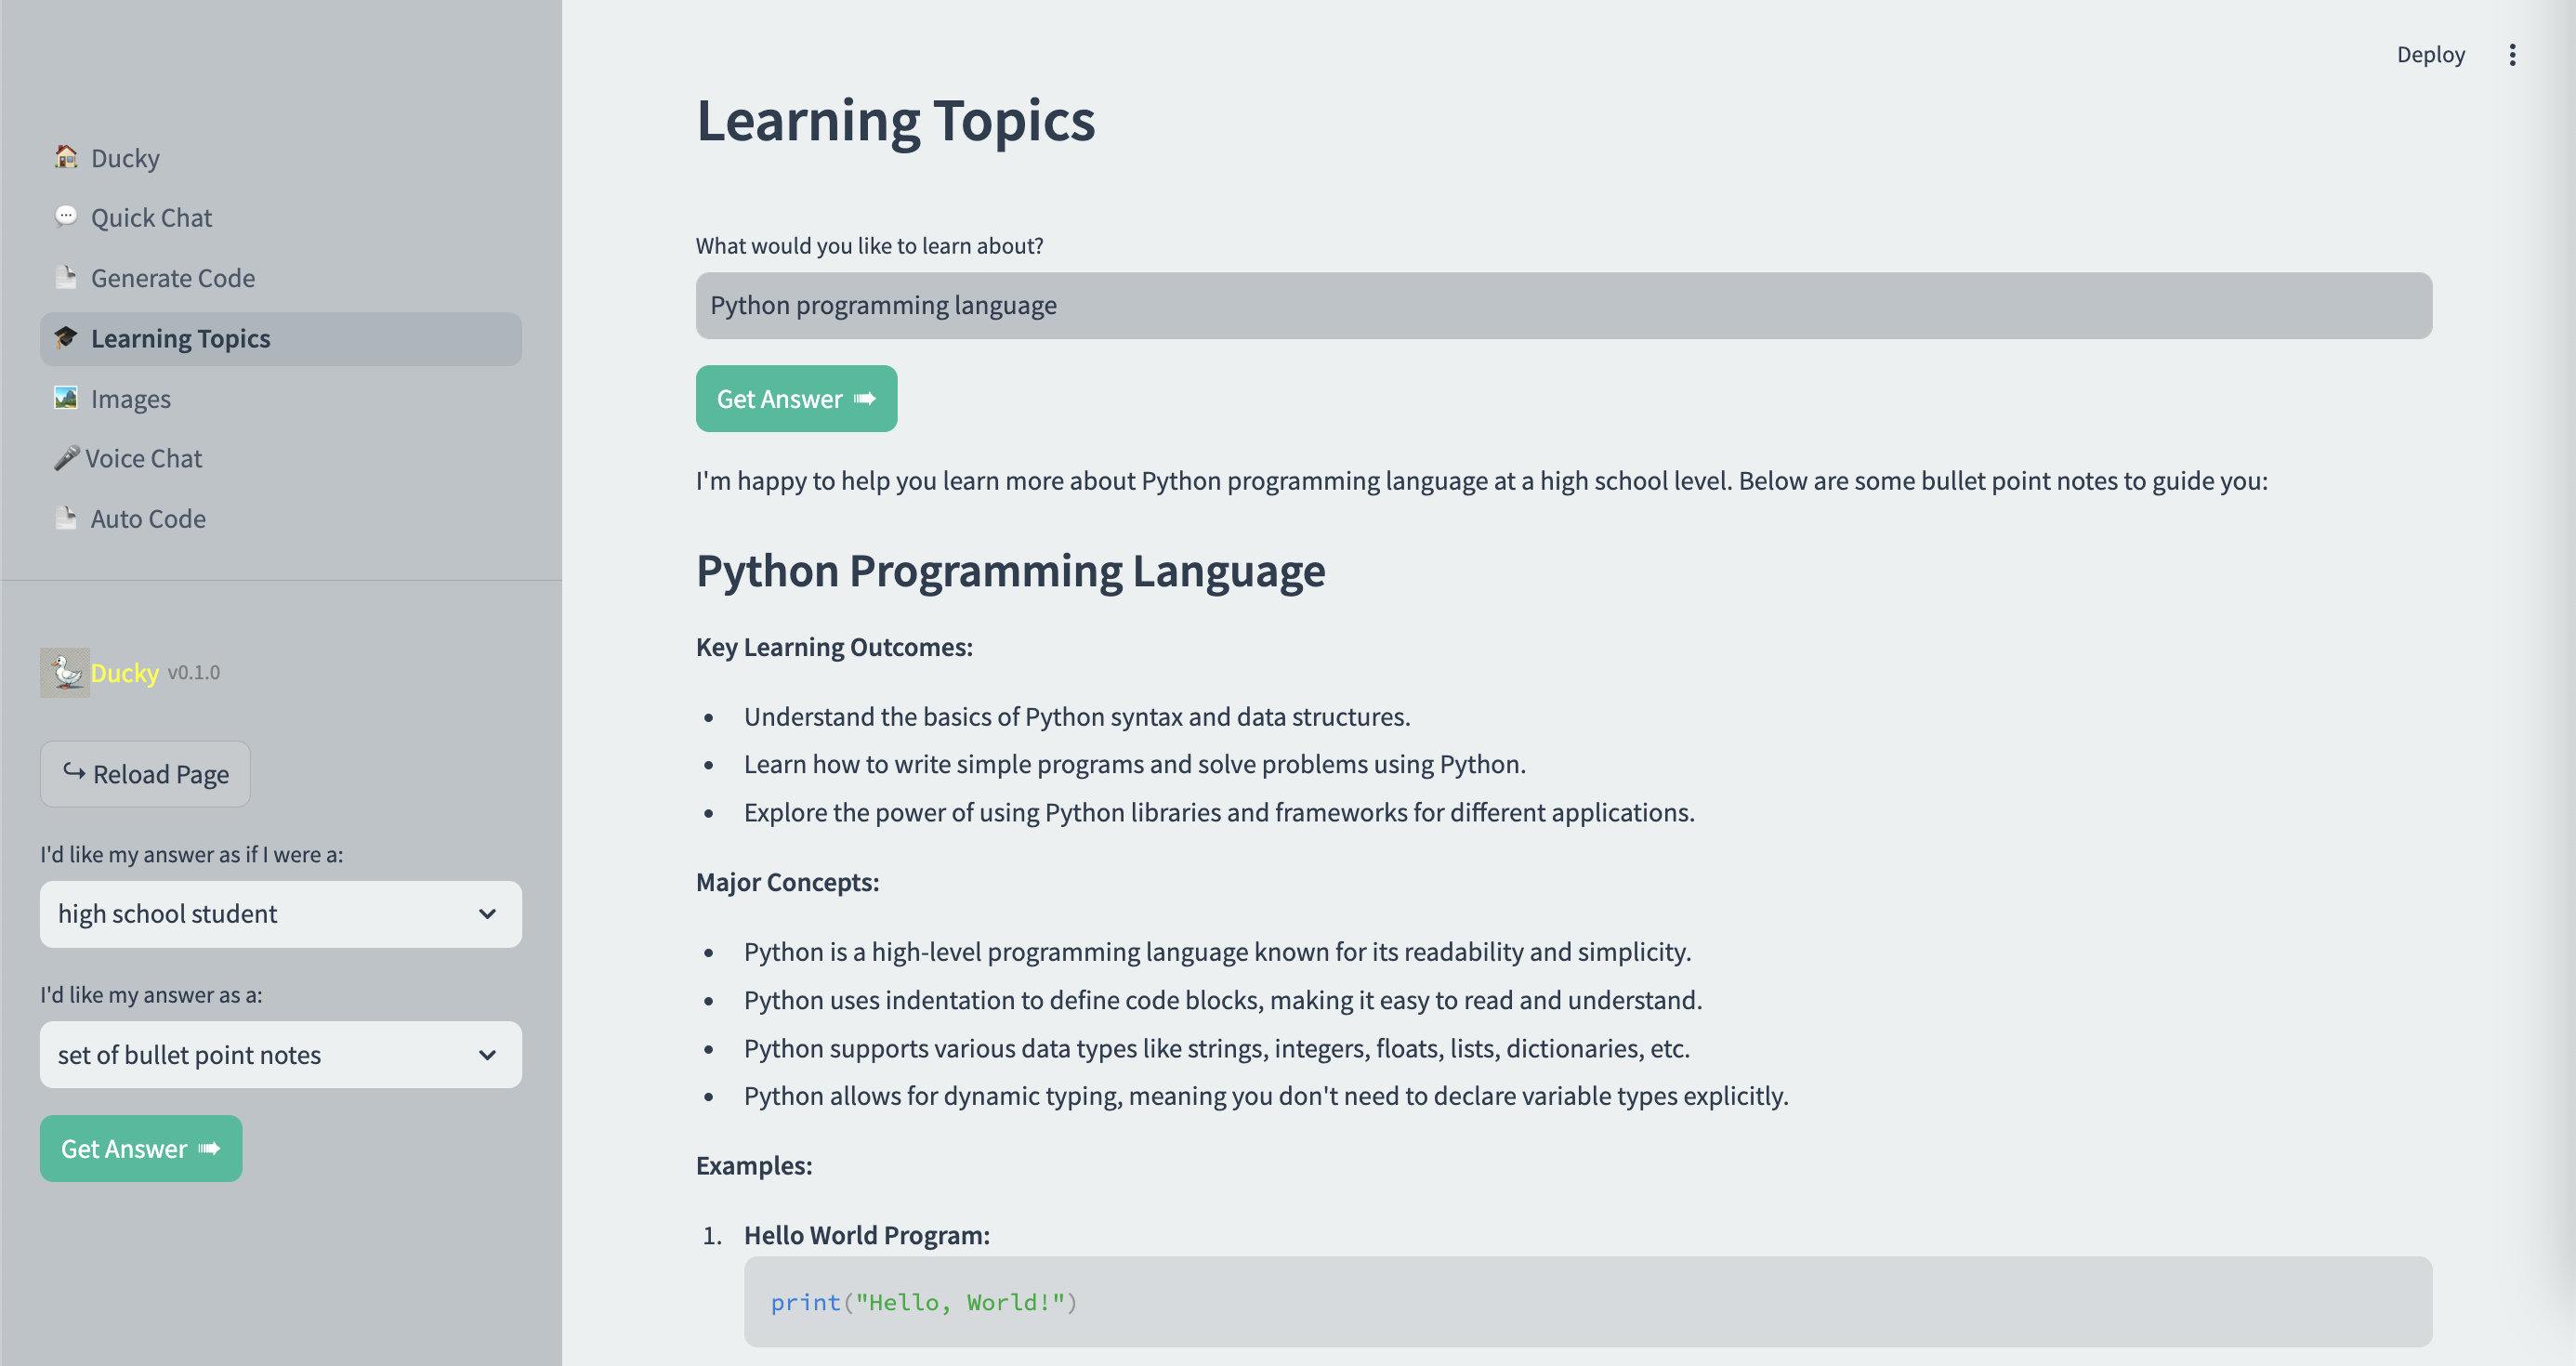 Deploy
Ducky
Quick Chat
Generate Code
Learning Topics
Images
Voice Chat
Auto Code
Ducky v0.1.0
Reload Page
I'd like my answer as if I were a:
high school student
I'd like my answer as a:
set of bullet point notes
Get Answer
Learning Topics
What would you like to learn about?
Python programming language
Get Answer
I'm happy to help you learn more about Python programming language at a high school level. Below are some bullet point notes to guide you:
Python Programming Language
Key Learning Outcomes:
• Understand the basics of Python syntax and data structures.
• Learn how to write simple programs and solve problems using Python.
• Explore the power of using Python libraries and frameworks for different applications.
Major Concepts:
• Python is a high-level programming language known for its readability and simplicity.
• Python uses indentation to define code blocks, making it easy to read and understand.
• Python supports various data types like strings, integers, floats, lists, dictionaries, etc.
• Python allows for dynamic typing, meaning you don't need to declare variable types explicitly.
Examples:
1. Hello World Program:
print("Hello, World!")